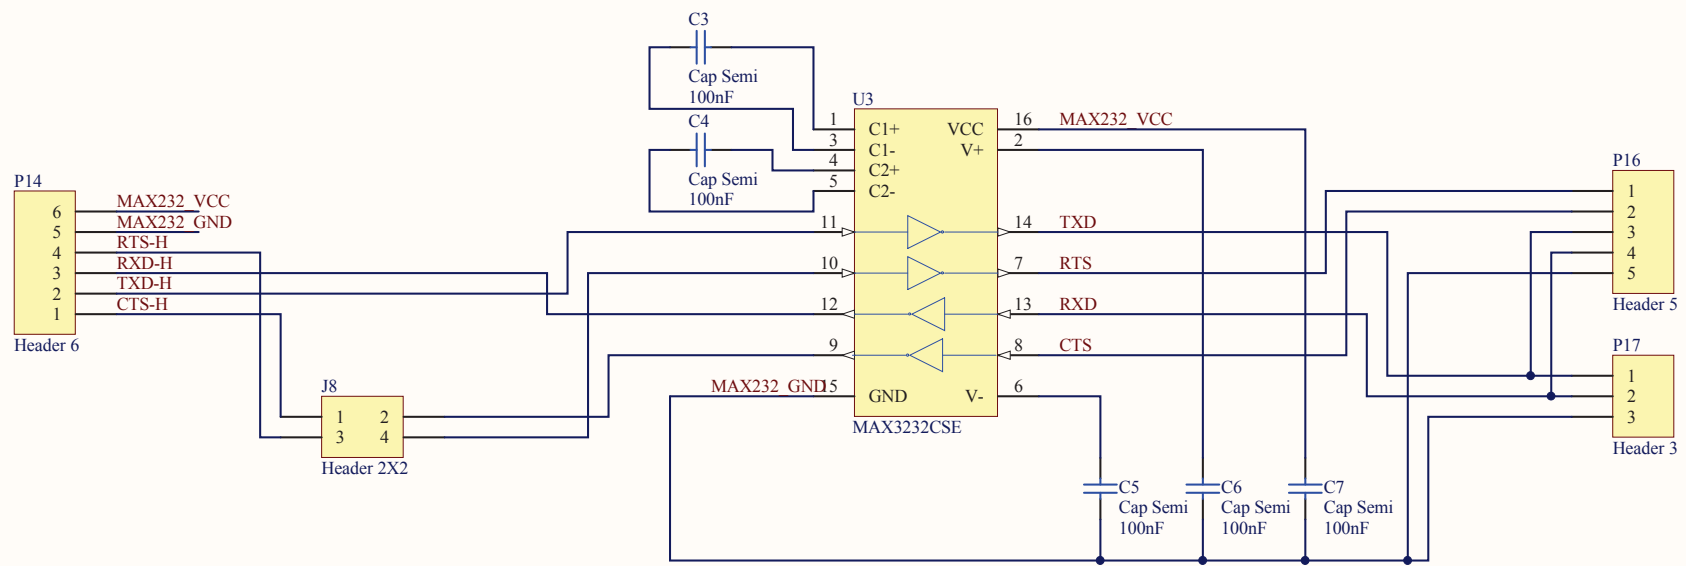 C3
Cap Semi
100nF
C4
Cap Semi
100nF
U3
1 C1+ VCC 16 MAX232_VCC
3 C1- V+ 2
4 C2+
5 C2-
11 14 TXD
10 7 RTS
12 13 RXD
9 8 CTS
MAX232_GND 15 GND V- 6
MAX3232CSE
P14
6 MAX232_VCC
5 MAX232_GND
4 RTS-H
3 RXD-H
2 TXD-H
1 CTS-H
Header 6
J8
1 2
3 4
Header 2X2
P16
1
2
3
4
5
Header 5
P17
1
2
3
Header 3
C5
Cap Semi
100nF
C6
Cap Semi
100nF
C7
Cap Semi
100nF